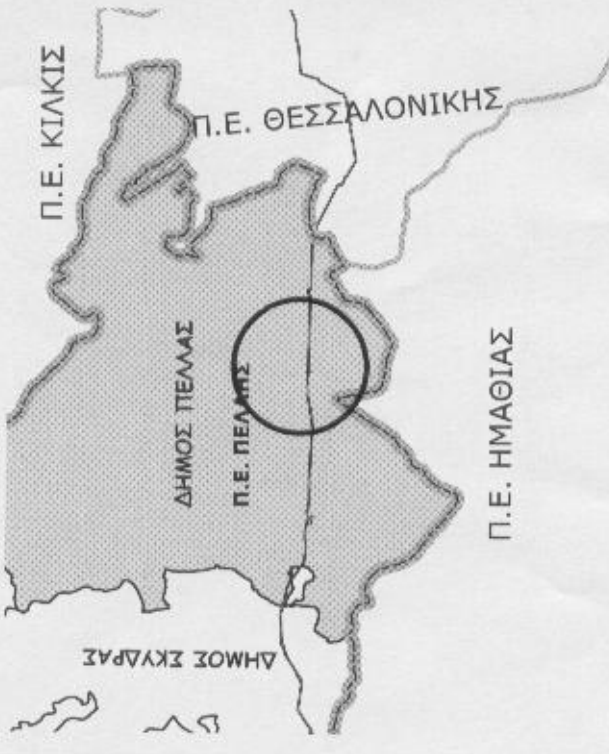 Π.Ε. ΚΙΛΚΙΣ
Π.Ε. ΘΕΣΣΑΛΟΝΙΚΗΣ
ΔΗΜΟΣ ΠΕΛΛΑΣ
Π.Ε. ΠΕΛΛΗΣ
Π.Ε. ΗΜΑΘΙΑΣ
ΔΗΜΟΣ ΣΚΥΔΡΑΣ